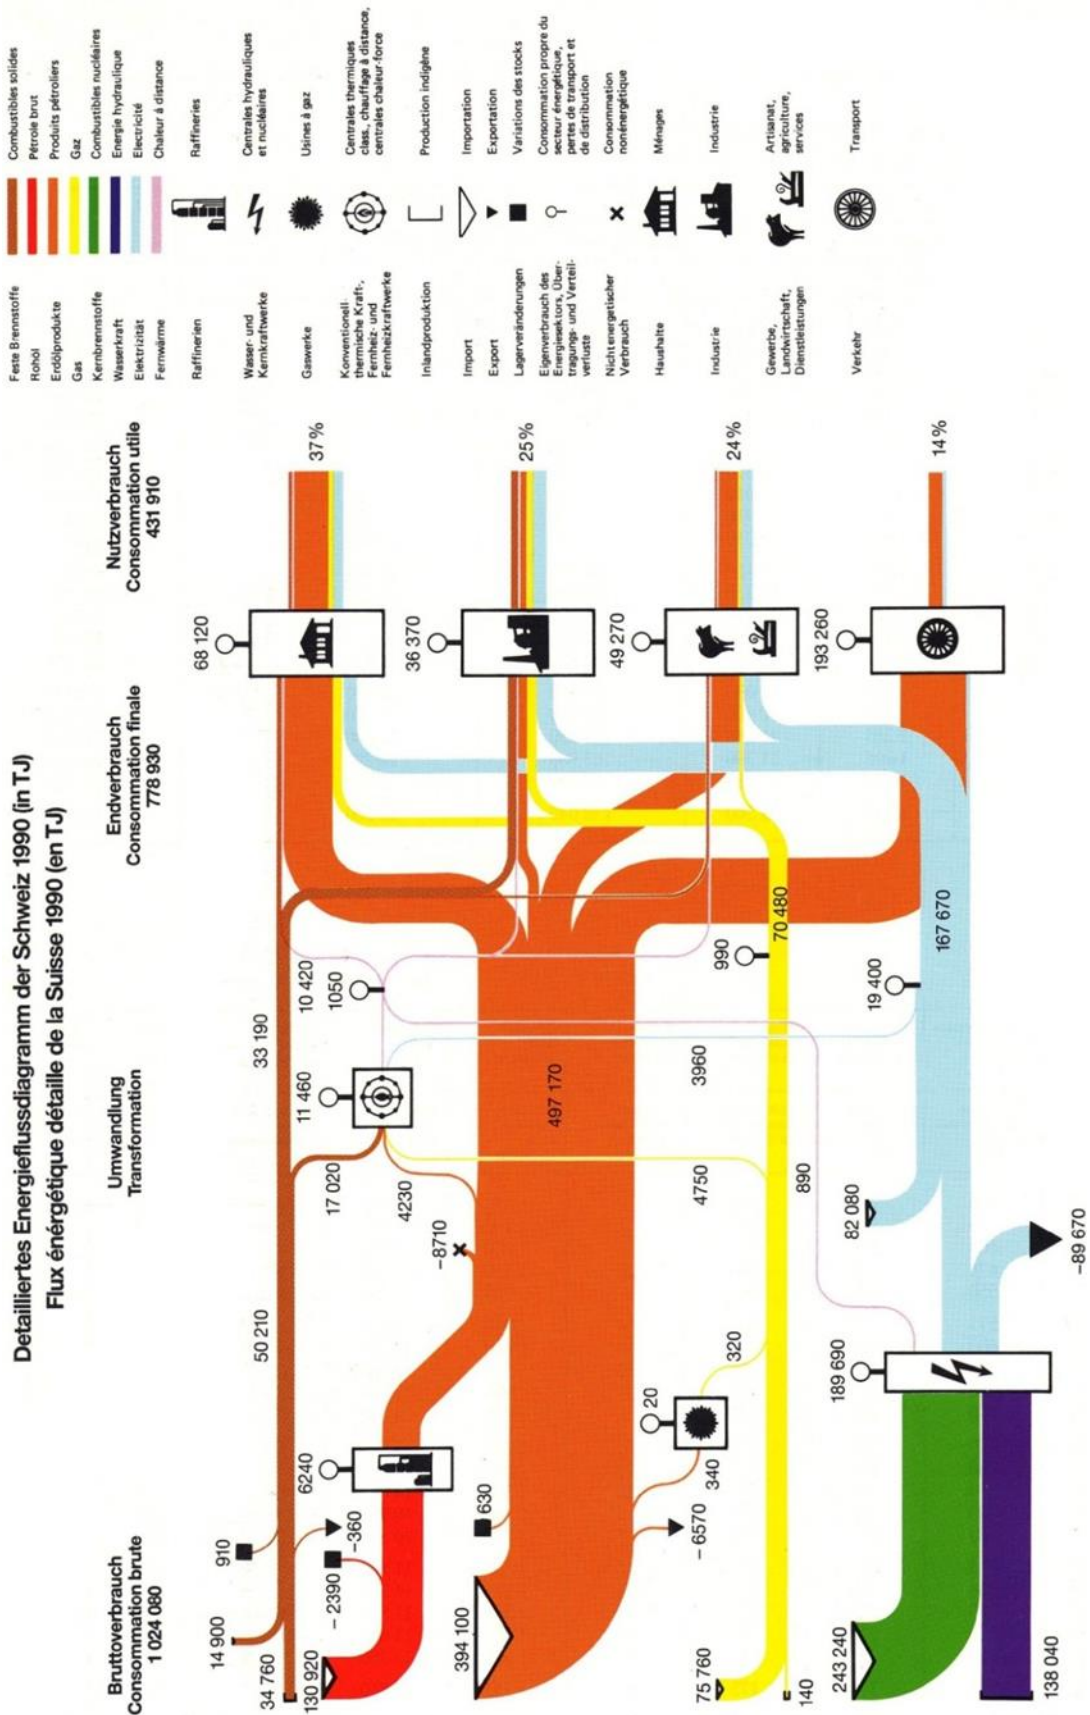 Detailliertes Energieflussdiagramm der Schweiz 1990 (in TJ)
Flux énérgétique détaille de la Suisse 1990 (en TJ)
Bruttoverbrauch
Consommation brute
1 024 080
Umwandlung
Transformation
Endverbrauch
Consommation finale
778 930
Nutzverbrauch
Consommation utile
431 910
14 900
910
34 760
50 210
33 190
-360
-2390
130 920
6240
17 020
11 460
10 420
1050
4230
-8710
394 100
630
497 170
-6570
340
20
320
4750
3960
990
70 480
75 760
140
890
243 240
138 040
189 690
82 080
-89 670
19 400
167 670
68 120
36 370
49 270
193 260
37 %
25 %
24 %
14 %
Feste Brennstoffe
Rohöl
Erdölprodukte
Gas
Kernbrennstoffe
Wasserkraft
Elektrizität
Fernwärme
Raffinerien
Wasser- und
Kernkraftwerke
Gaswerke
Konventionell-
thermische Kraft-,
Fernheiz- und
Fernheizkraftwerke
Inlandproduktion
Import
Export
Lagerveränderungen
Eigenverbrauch des
Energiesektors, Über-
tragungs- und Verteil-
verluste
Nichtenergetischer
Verbrauch
Haushalte
Industrie
Gewerbe,
Landwirtschaft,
Dienstleistungen
Verkehr
Combustibles solides
Pétrole brut
Produits pétroliers
Gaz
Combustibles nucléaires
Energie hydraulique
Electricité
Chaleur à distance
Raffineries
Centrales hydrauliques
et nucléaires
Usines à gaz
Centrales thermiques
class., chauffage à distance,
centrales chaleur-force
Production indigène
Importation
Exportation
Variations des stocks
Consommation propre du
secteur énergétique,
pertes de transport et
de distribution
Consommation
nonénergétique
Ménages
Industrie
Artisanat,
agriculture,
services
Transport